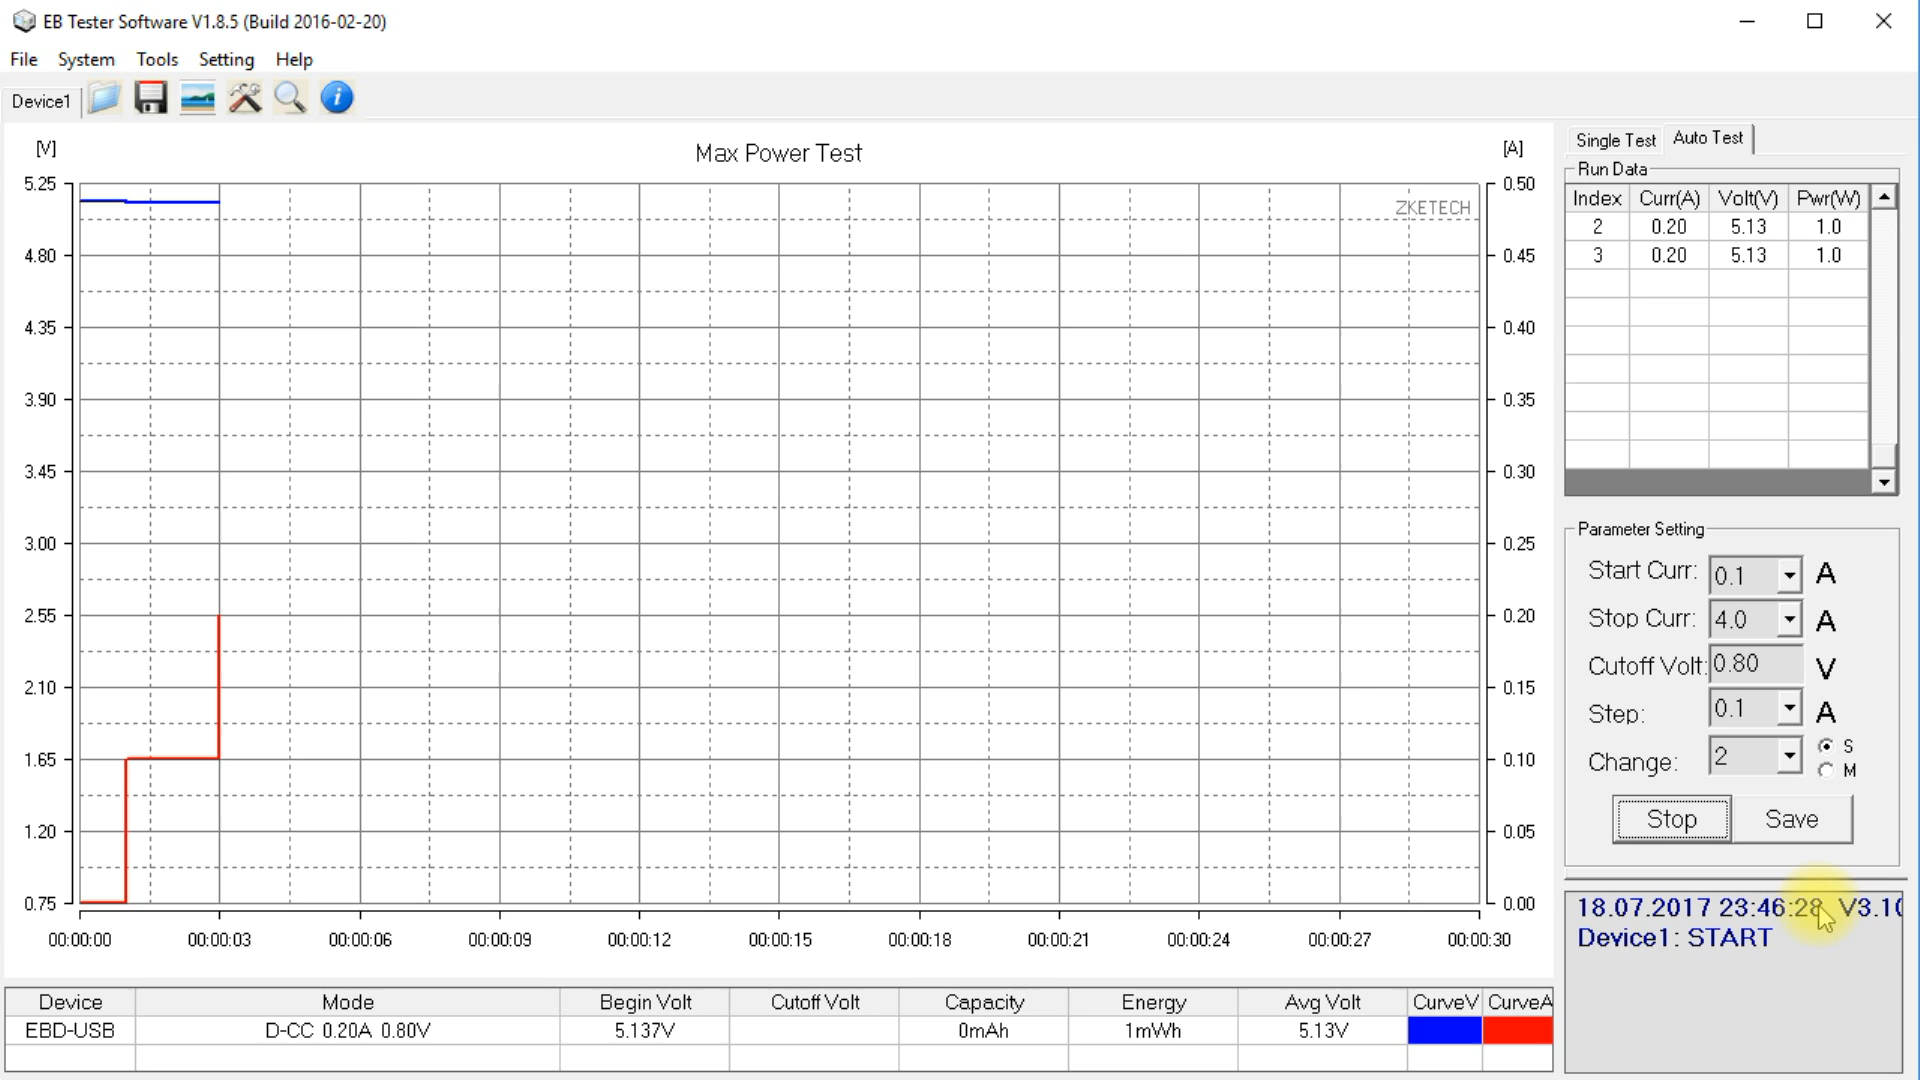 EB Tester Software V1.8.5 (Build 2016-02-20)
File System Tools Setting Help
Device1
[V]
Max Power Test
[A]
ZKETECH
5.25
4.80
4.35
3.90
3.45
3.00
2.55
2.10
1.65
1.20
0.75
0.50
0.45
0.40
0.35
0.30
0.25
0.20
0.15
0.10
0.05
0.00
00:00:00 00:00:03 00:00:06 00:00:09 00:00:12 00:00:15 00:00:18 00:00:21 00:00:24 00:00:27 00:00:30
Single Test Auto Test
Run Data
Index Curr(A) Volt(V) Pwr(W)
2 0.20 5.13 1.0
3 0.20 5.13 1.0
Parameter Setting
Start Curr: 0.1 A
Stop Curr: 4.0 A
Cutoff Volt: 0.80 V
Step: 0.1 A
Change: 2 S
M
Stop Save
18.07.2017 23:46:28 V3.10
Device1: START
Device Mode Begin Volt Cutoff Volt Capacity Energy Avg Volt CurveV CurveA
EBD-USB D-CC 0.20A 0.80V 5.137V 0mAh 1mWh 5.13V